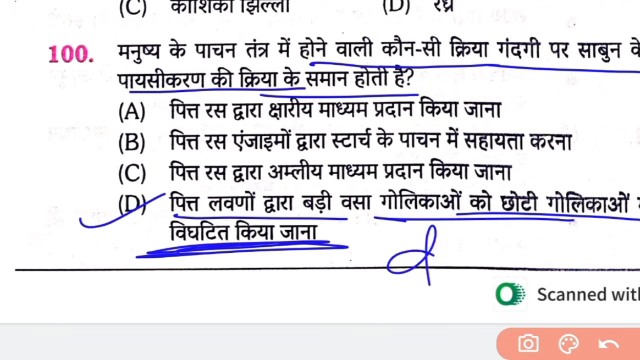 (C) कोशिका झिल्ली (D) रंध्र
100. मनुष्य के पाचन तंत्र में होने वाली कौन-सी क्रिया गंदगी पर साबुन के
पायसीकरण की क्रिया के समान होती है?
(A) पित्त रस द्वारा क्षारीय माध्यम प्रदान किया जाना
(B) पित्त रस एंजाइमों द्वारा स्टार्च के पाचन में सहायता करना
(C) पित्त रस द्वारा अम्लीय माध्यम प्रदान किया जाना
(D) पित्त लवणों द्वारा बड़ी वसा गोलिकाओं को छोटी गोलिकाओं
विघटित किया जाना
d
Scanned with